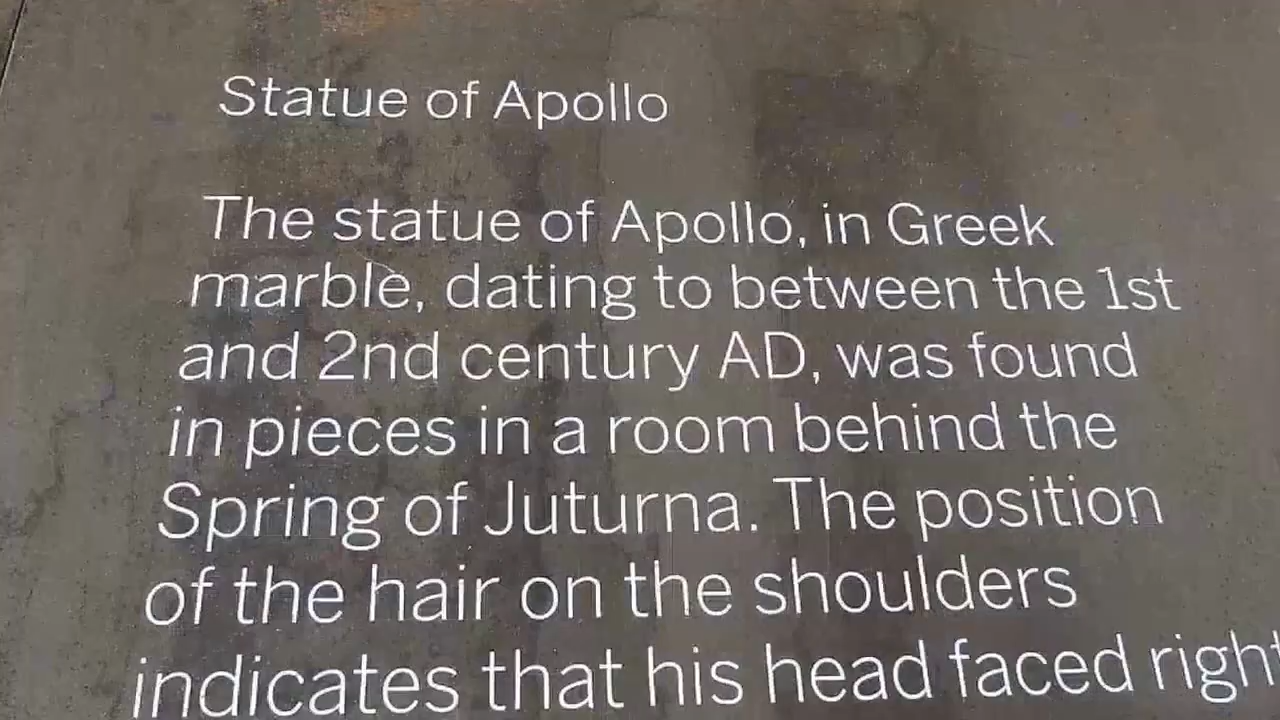 Statue of Apollo
The statue of Apollo, in Greek
marble, dating to between the 1st
and 2nd century AD, was found
in pieces in a room behind the
Spring of Juturna. The position
of the hair on the shoulders
indicates that his head faced right